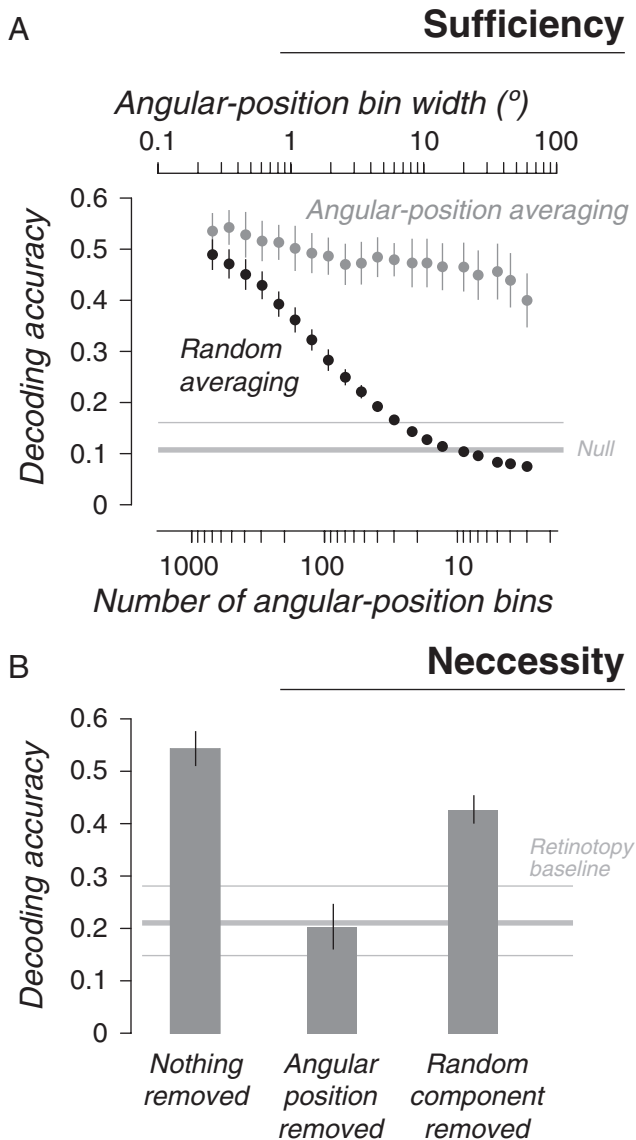 A
Sufficiency
Angular-position bin width (º)
0.1 1 10 100
0.6
Angular-position averaging
0.5
0.4
Decoding accuracy
0.3
Random
averaging
0.2
0.1
Null
0
1000 100 10
Number of angular-position bins
B
Neccessity
0.6
0.5
0.4
Decoding accuracy
Retinotopy
baseline
0.3
0.2
0.1
0
Nothing
removed
Angular
position
removed
Random
component
removed